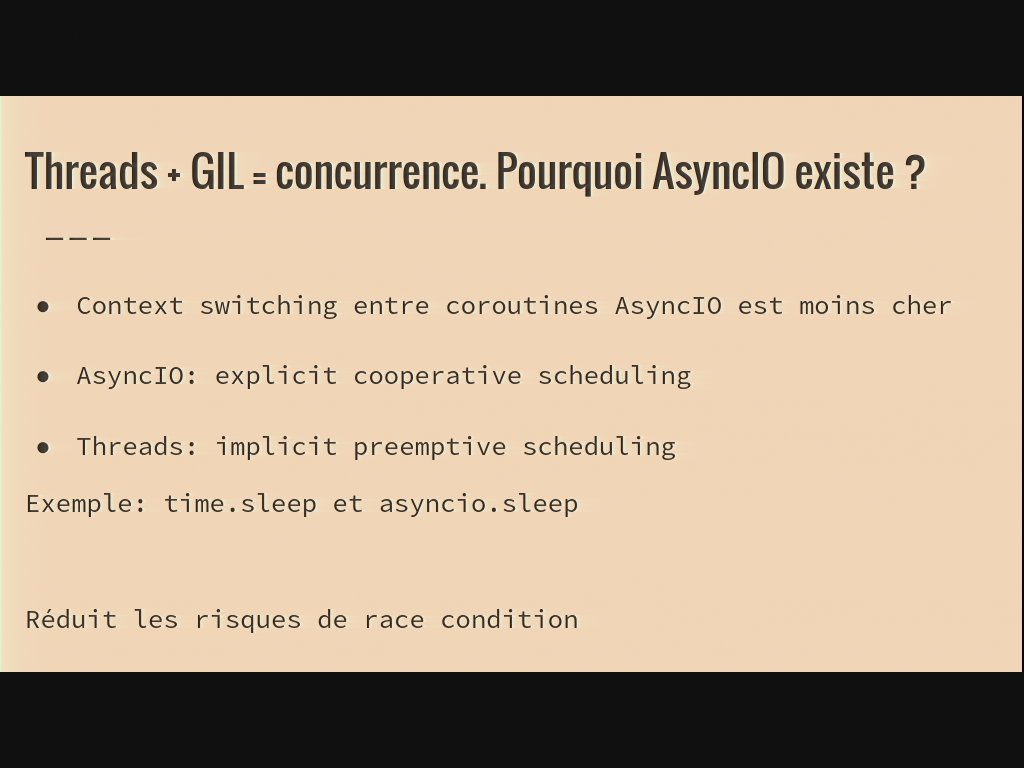 Threads + GIL = concurrence. Pourquoi AsyncIO existe ?
● Context switching entre coroutines AsyncIO est moins cher
● AsyncIO: explicit cooperative scheduling
● Threads: implicit preemptive scheduling
Exemple: time.sleep et asyncio.sleep
Réduit les risques de race condition